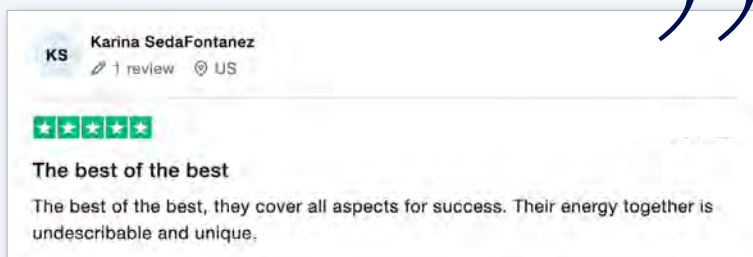 ”
KS
Karina SedaFontanez
1 review US
The best of the best
The best of the best, they cover all aspects for success. Their energy together is
undescribable and unique.